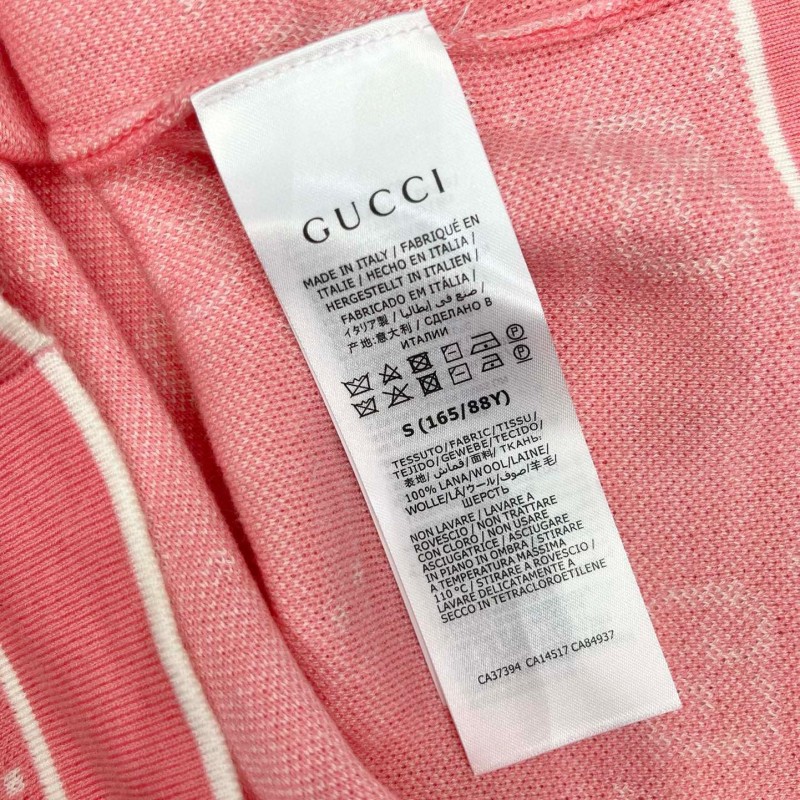 GUCCI
MADE IN ITALY / FABRIQUÉ EN
ITALIE / HECHO EN ITALIA /
HERGESTELLT IN ITALIEN /
FABRICADO EM ITÁLIA /
イタリア製 / صنع في إيطاليا /
产地:意大利 / СДЕЛАНО В
ИТАЛИИ
S (165/88Y)
TESSUTO/FABRIC/TISSU/
TEJIDO/GEWEBE/TECIDO/
表地/قماش/面料/ТКАНЬ:
100% LANA/WOOL/LAINE/
WOLLE/LÃ/ウール/صوف/羊毛/
ШЕРСТЬ
NON LAVARE / LAVARE A
ROVESCIO / NON TRATTARE
CON CLORO / NON USARE
ASCIUGATRICE / ASCIUGARE
IN PIANO IN OMBRA / STIRARE
A TEMPERATURA MASSIMA
110 °C / STIRARE A ROVESCIO /
LAVARE DELICATAMENTE A
SECCO IN TETRACLOROETILENE
CA37394 CA14517 CA84937